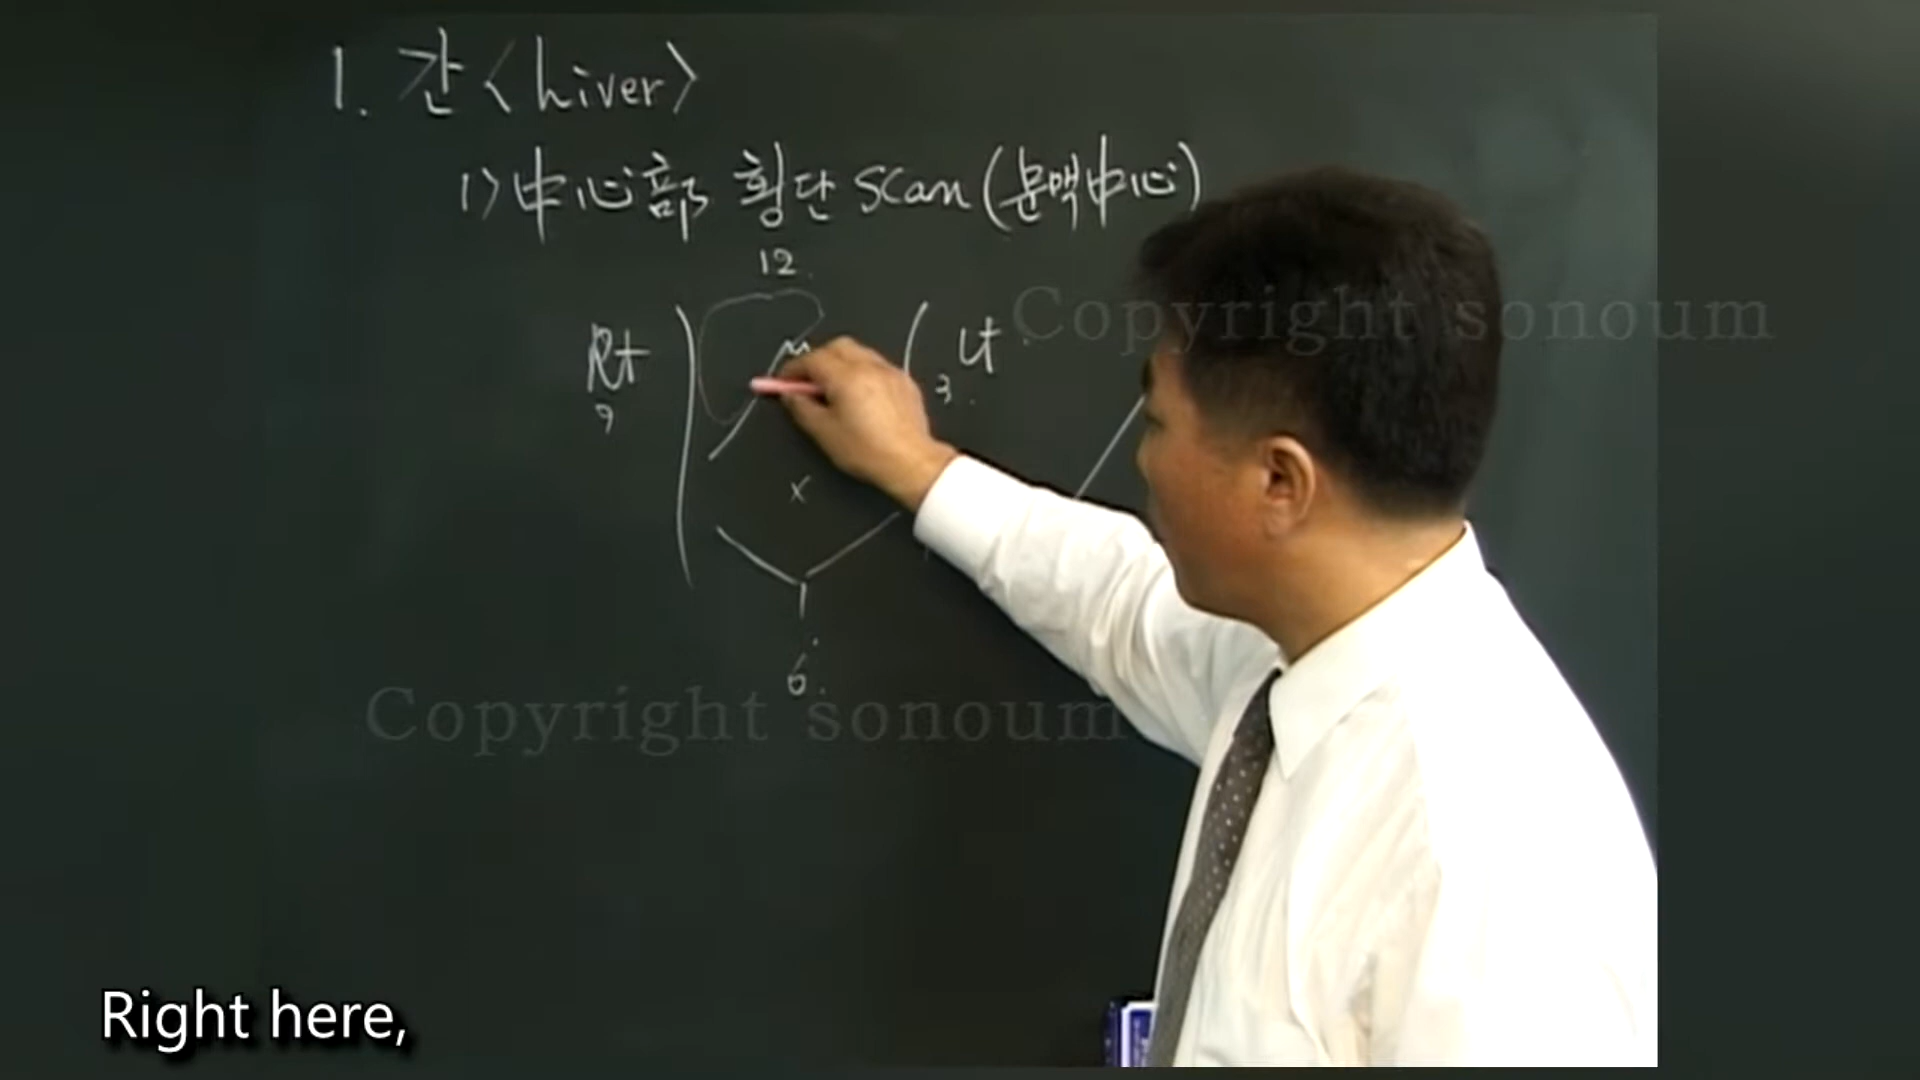 1. 간 <Liver>
1) 中心部 횡단 scan (문맥中心)
12
Rt
Lt
9
3
6
Copyright sonoum
Copyright sonoum
Right here,